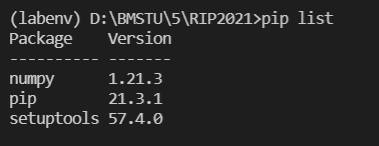 (labenv) D:\BMSTU\5\RIP2021>pip list
Package    Version
---------- -------
numpy      1.21.3
pip        21.3.1
setuptools 57.4.0